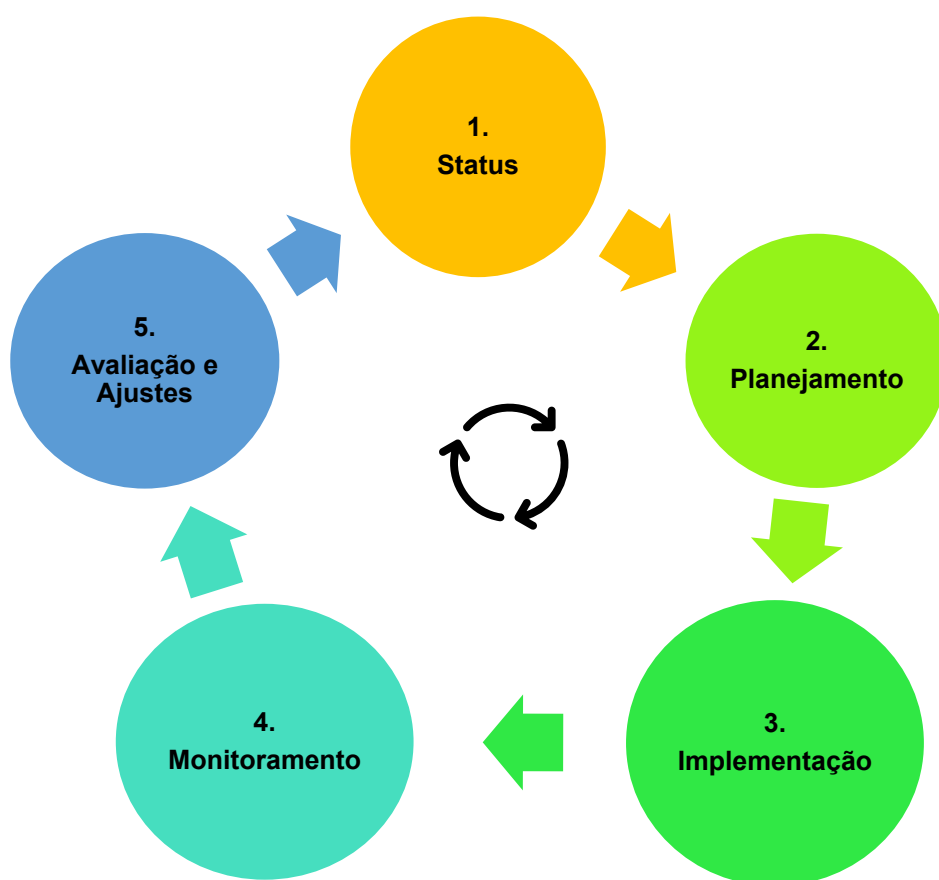 1.
Status
2.
Planejamento
3.
Implementação
4.
Monitoramento
5.
Avaliação e
Ajustes